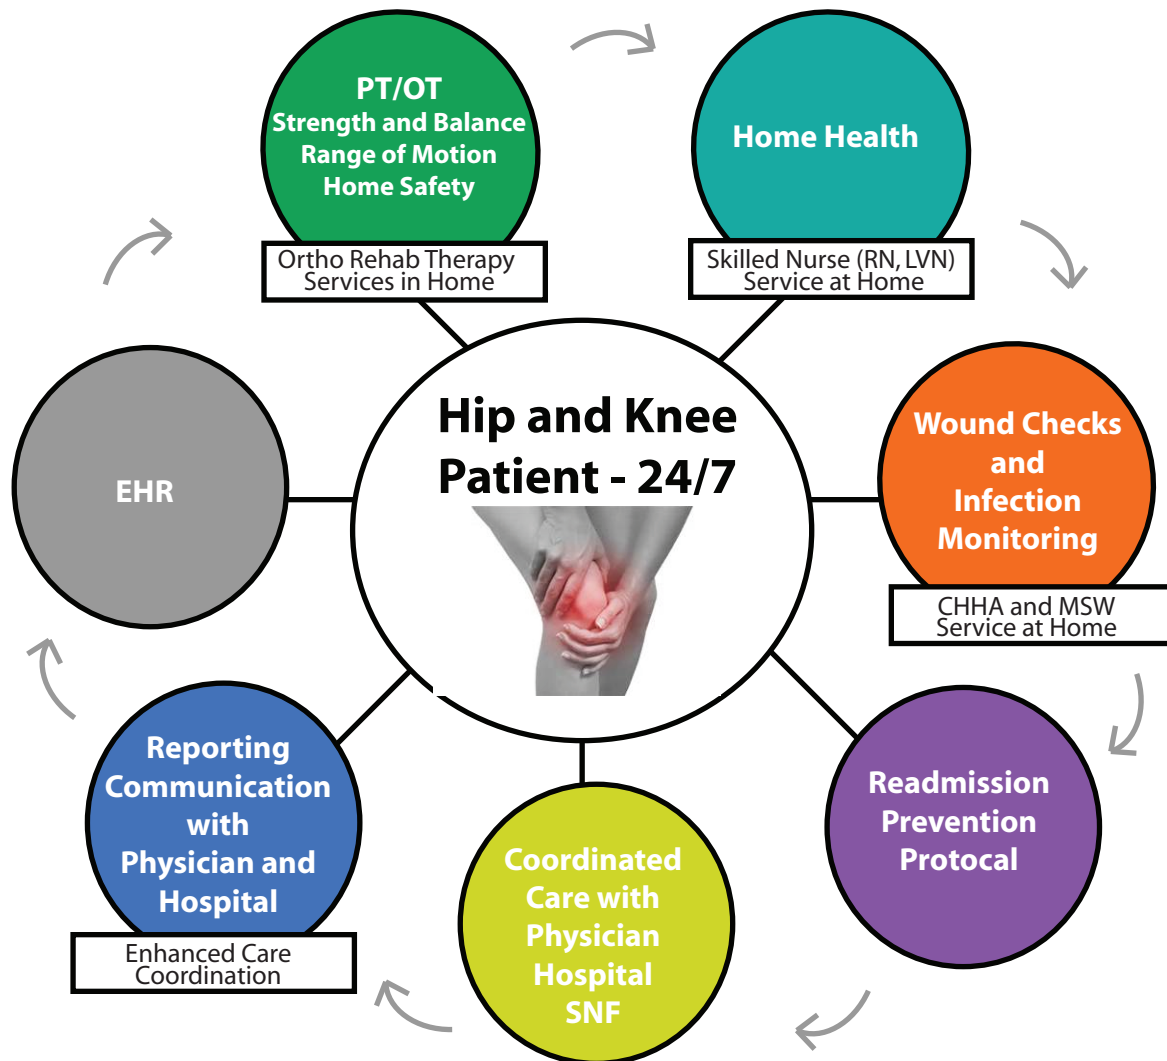 PT/OT
Strength and Balance
Range of Motion
Home Safety
Ortho Rehab Therapy
Services in Home
Home Health
Skilled Nurse (RN, LVN)
Service at Home
Hip and Knee
Patient - 24/7
Wound Checks
and
Infection
Monitoring
CHHA and MSW
Service at Home
Readmission
Prevention
Protocal
Coordinated
Care with
Physician
Hospital
SNF
Reporting
Communication
with
Physician and
Hospital
Enhanced Care
Coordination
EHR